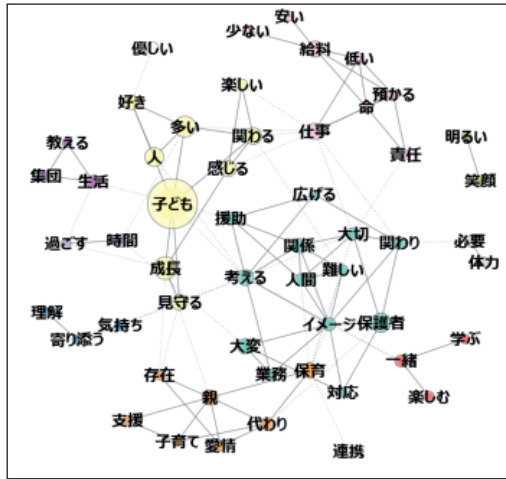 安い
少ない
給料
優しい
低い
楽しい
預かる
好き
命
多い
関わる
仕事
教える
明るい
人
責任
感じる
集団
生活
笑顔
広げる
子ども
援助
大切
過ごす
時間
関係
関わり
必要
体力
成長
考える
人間
難しい
見守る
理解
気持ち
イメージ
保護者
寄り添う
学ぶ
大変
一緒
存在
業務
保育
対応
親
楽しむ
支援
代わり
子育て
愛情
連携